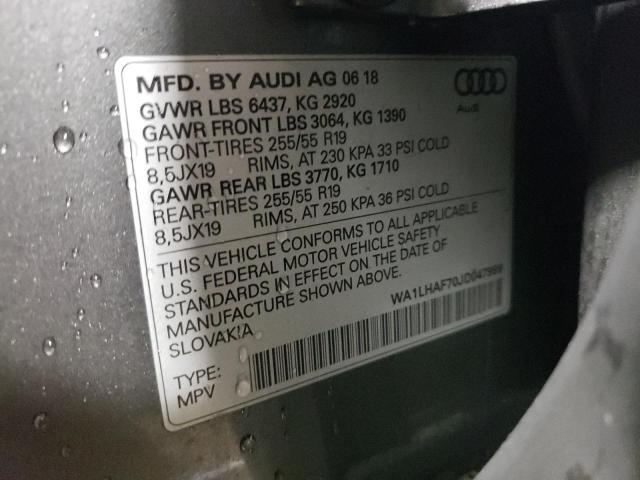 MFD. BY AUDI AG 06 18
GVWR LBS 6437, KG 2920
GAWR FRONT LBS 3064, KG 1390
FRONT-TIRES 255/55 R19
8,5JX19 RIMS, AT 230 KPA 33 PSI COLD
GAWR REAR LBS 3770, KG 1710
REAR-TIRES 255/55 R19
8,5JX19 RIMS, AT 250 KPA 36 PSI COLD
Audi
THIS VEHICLE CONFORMS TO ALL APPLICABLE
U.S. FEDERAL MOTOR VEHICLE SAFETY
STANDARDS IN EFFECT ON THE DATE OF
MANUFACTURE SHOWN ABOVE.
SLOVAKIA
TYPE:
MPV